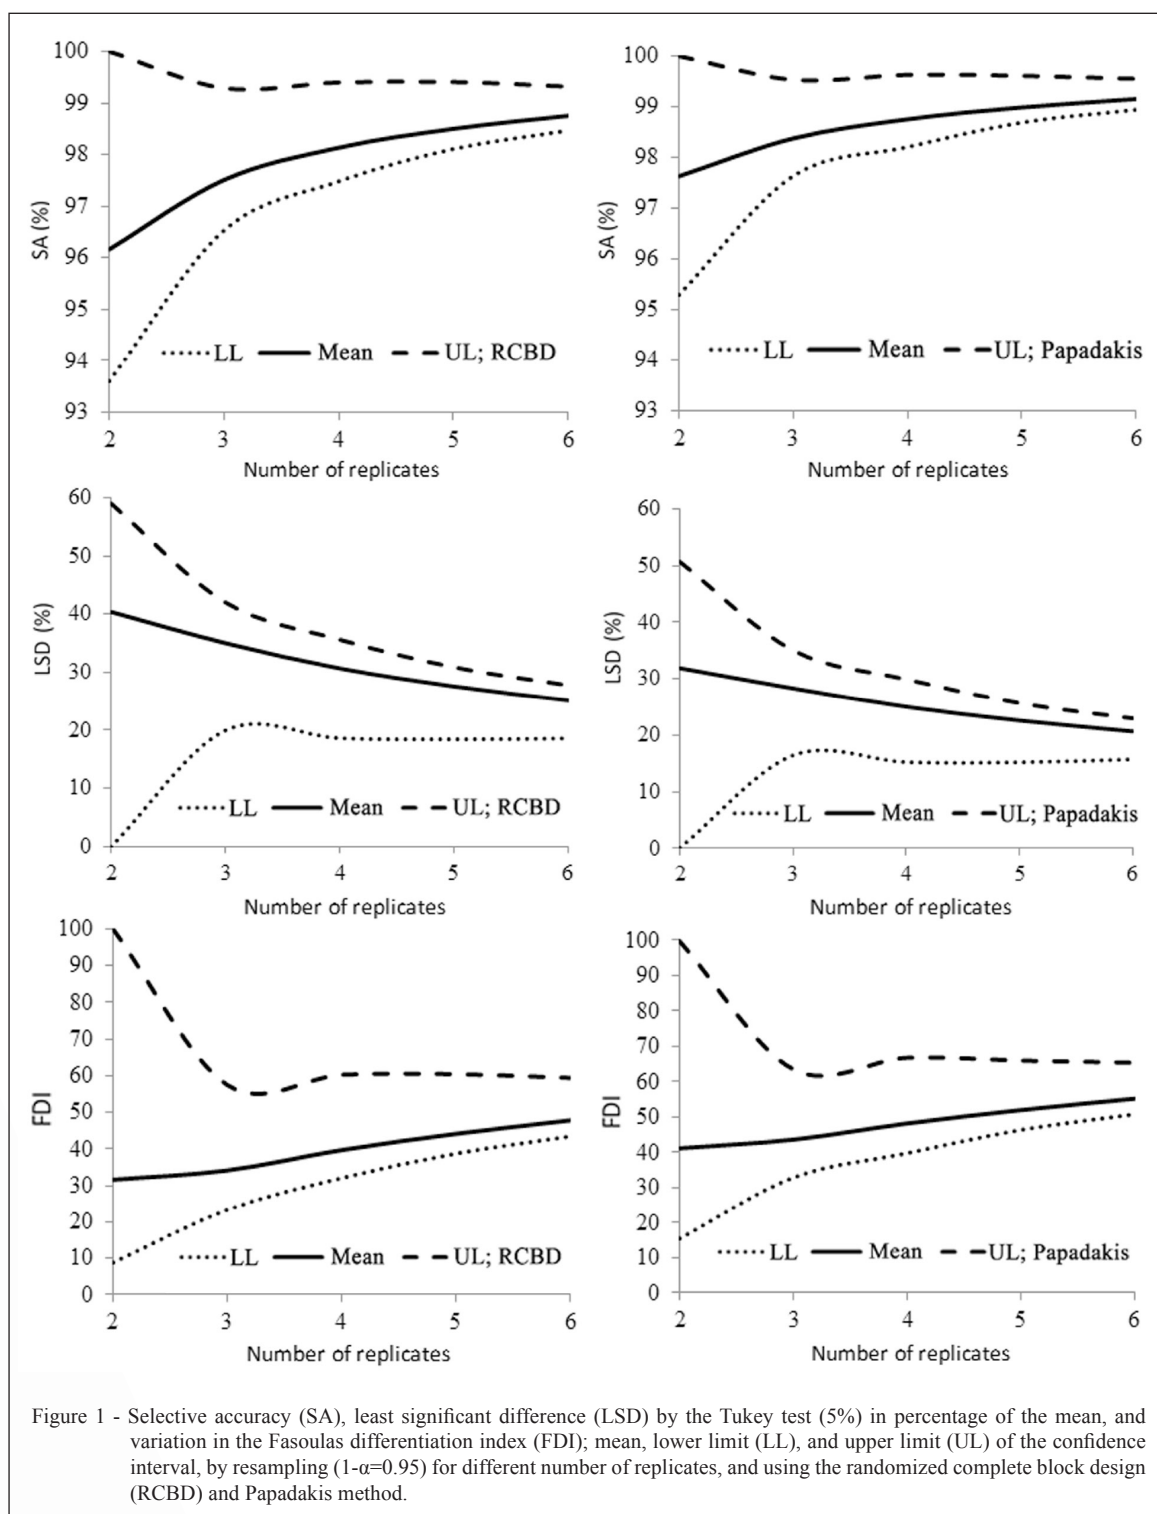 100
99
98
97
96
95
94
93
SA (%)
LL Mean UL; RCBD
2 3 4 5 6
Number of replicates
100
99
98
97
96
95
94
93
SA (%)
LL Mean UL; Papadakis
2 3 4 5 6
Number of replicates
60
50
40
30
20
10
0
LSD (%)
LL Mean UL; RCBD
2 3 4 5 6
Number of replicates
60
50
40
30
20
10
0
LSD (%)
LL Mean UL; Papadakis
2 3 4 5 6
Number of replicates
100
90
80
70
60
50
40
30
20
10
0
FDI
LL Mean UL; RCBD
2 3 4 5 6
Number of replicates
100
90
80
70
60
50
40
30
20
10
0
FDI
LL Mean UL; Papadakis
2 3 4 5 6
Number of replicates
Figure 1 - Selective accuracy (SA), least significant difference (LSD) by the Tukey test (5%) in percentage of the mean, and
variation in the Fasoulas differentiation index (FDI); mean, lower limit (LL), and upper limit (UL) of the confidence
interval, by resampling (1-α=0.95) for different number of replicates, and using the randomized complete block design
(RCBD) and Papadakis method.